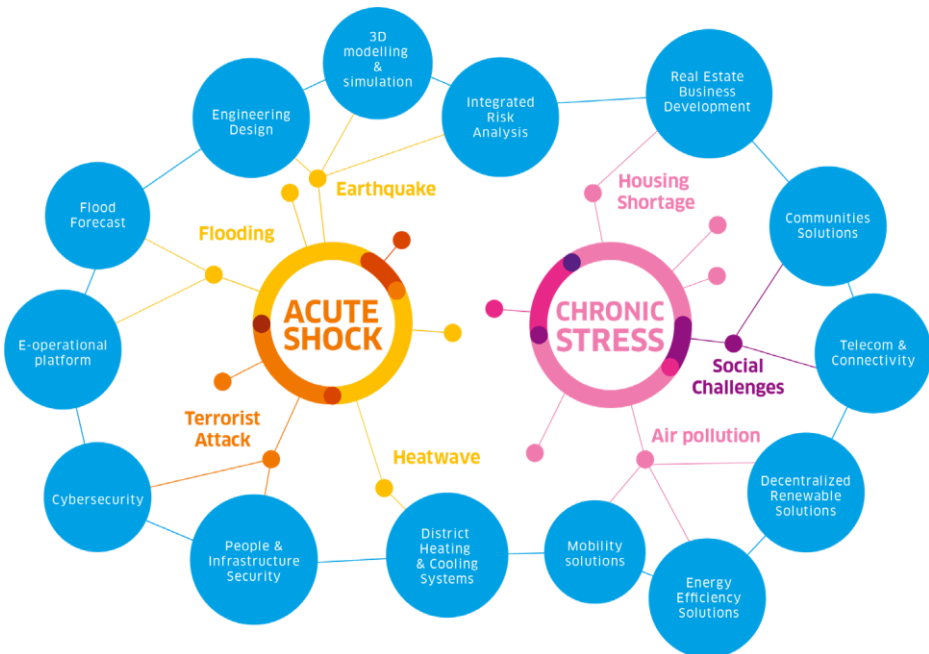 3D
modelling
&
simulation
Engineering
Design
Integrated
Risk
Analysis
Real Estate
Business
Development
Earthquake
Housing
Shortage
Flood
Forecast
Flooding
Communities
Solutions
ACUTE
SHOCK
CHRONIC
STRESS
E-operational
platform
Telecom &
Connectivity
Social
Challenges
Terrorist
Attack
Air pollution
Heatwave
Cybersecurity
Decentralized
Renewable
Solutions
People &
Infrastructure
Security
District
Heating
& Cooling
Systems
Mobility
solutions
Energy
Efficiency
Solutions